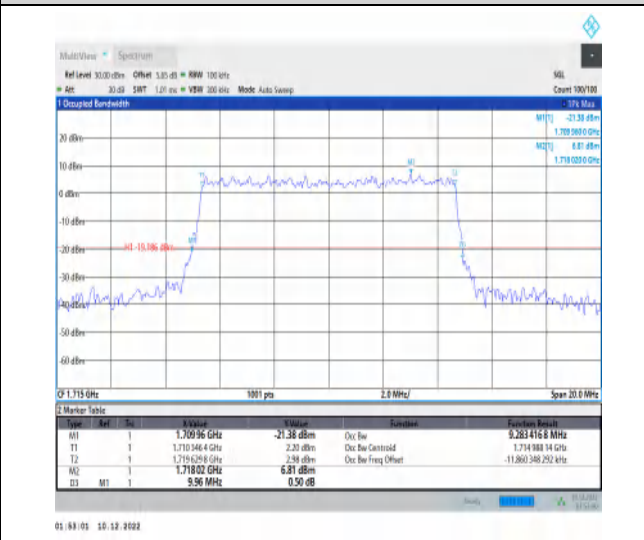 MultiView Spectrum
Ref Level 30.00 dBm Offset 5.85 dB RBW 100 kHz SGL
Att 30 dB SWT 1.01 ms VBW 200 kHz Mode Auto Sweep Count 100/100
1 Occupied Bandwidth 1Pk Max
M1[1] -21.38 dBm
1.709 960 0 GHz
20 dBm M2[1] 6.81 dBm
1.718 020 0 GHz
10 dBm M2
T1
0 dBm
-10 dBm
-20 dBm H1 -19.186 dBm M1
-30 dBm
-40 dBm
-50 dBm
-60 dBm
CF 1.715 GHz 1001 pts 2.0 MHz/ Span 20.0 MHz
2 Marker Table
Type Ref Trc X-Value Y-Value Function Function Result
M1 1 1.709 96 GHz -21.38 dBm Occ Bw 9.283 416 8 MHz
T1 1 1.710 346 4 GHz 2.20 dBm Occ Bw Centroid 1.714 988 14 GHz
T2 1 1.719 629 8 GHz 2.98 dBm Occ Bw Freq Offset -11.860 348 292 kHz
M2 1 1.718 02 GHz 6.81 dBm
D3 M1 1 9.96 MHz 0.50 dB
Ready
01:53:01 10.12.2022